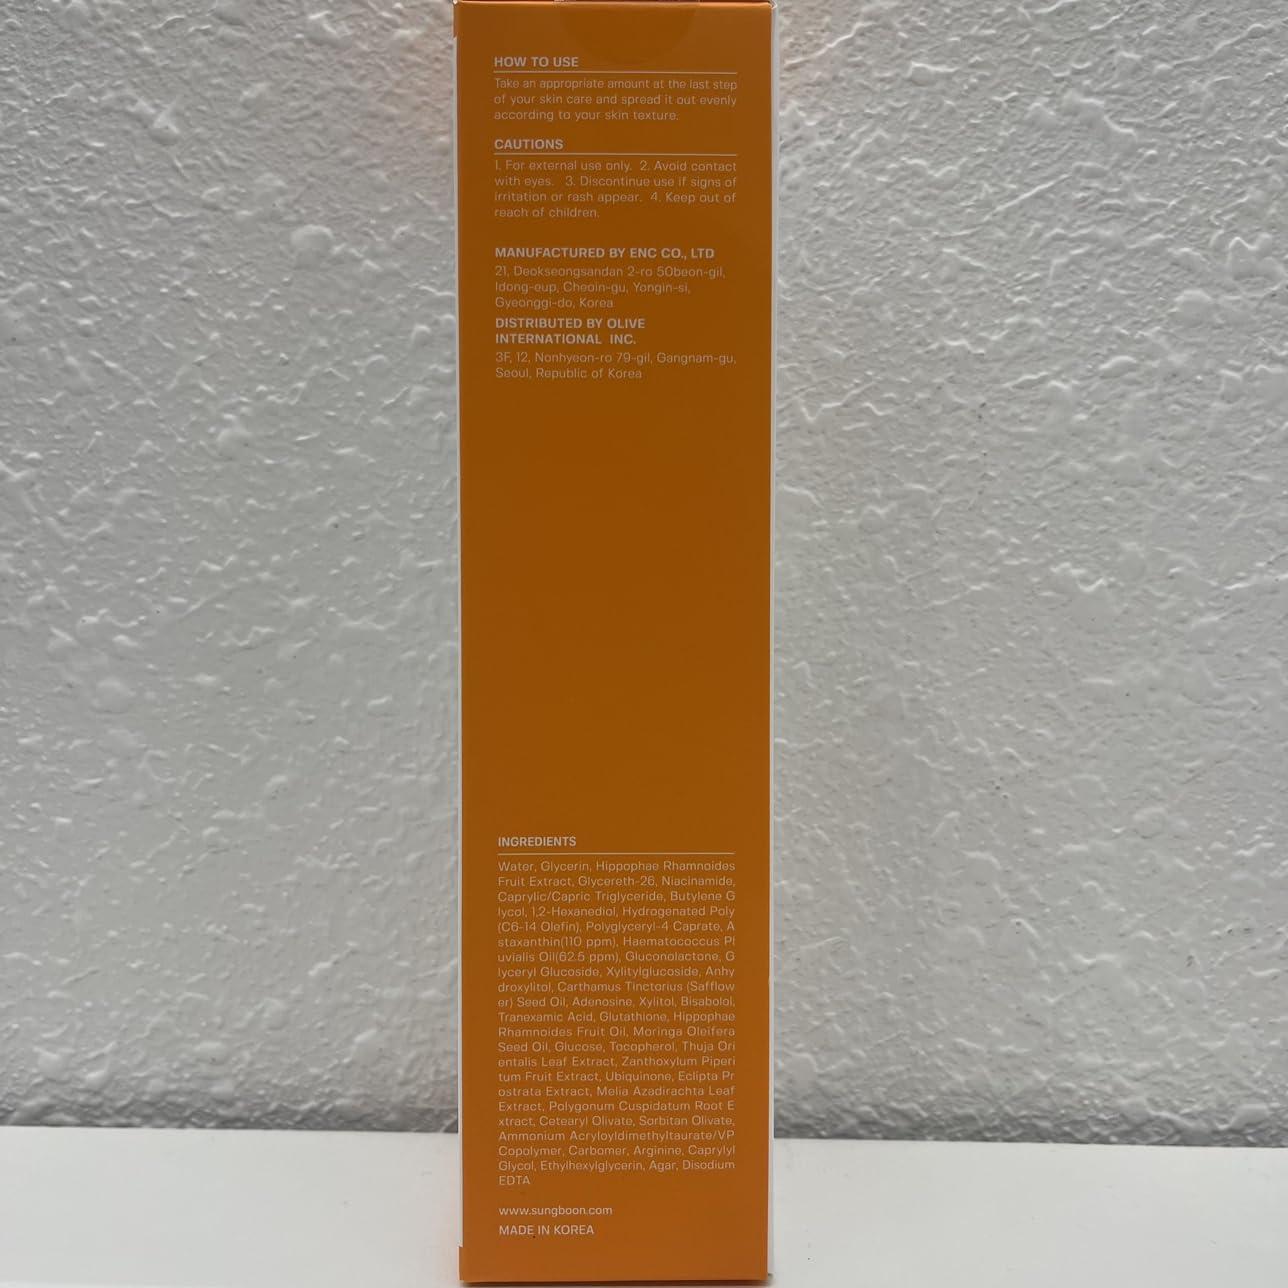 HOW TO USE
Take an appropriate amount at the last step
of your skin care and spread it out evenly
according to your skin texture.
CAUTIONS
1. For external use only. 2. Avoid contact
with eyes. 3. Discontinue use if signs of
irritation or rash appear. 4. Keep out of
reach of children.
MANUFACTURED BY ENC CO., LTD
21, Deokseongsandan 2-ro 50beon-gil,
Idong-eup, Cheoin-gu, Yongin-si,
Gyeonggi-do, Korea
DISTRIBUTED BY OLIVE
INTERNATIONAL INC.
3F, 12, Nonhyeon-ro 79-gil, Gangnam-gu,
Seoul, Republic of Korea
INGREDIENTS
Water, Glycerin, Hippophae Rhamnoides
Fruit Extract, Glycereth-26, Niacinamide,
Caprylic/Capric Triglyceride, Butylene G
lycol, 1,2-Hexanediol, Hydrogenated Poly
(C6-14 Olefin), Polyglyceryl-4 Caprate, A
staxanthin(110 ppm), Haematococcus Pl
uvialis Oil(62.5 ppm), Gluconolactone, G
lyceryl Glucoside, Xylitylglucoside, Anhy
droxylitol, Carthamus Tinctorius (Safflow
er) Seed Oil, Adenosine, Xylitol, Bisabolol,
Tranexamic Acid, Glutathione, Hippophae
Rhamnoides Fruit Oil, Moringa Oleifera
Seed Oil, Glucose, Tocopherol, Thuja Ori
entalis Leaf Extract, Zanthoxylum Piperi
tum Fruit Extract, Ubiquinone, Eclipta Pr
ostrata Extract, Melia Azadirachta Leaf
Extract, Polygonum Cuspidatum Root E
xtract, Cetearyl Olivate, Sorbitan Olivate,
Ammonium Acryloyldimethyltaurate/VP
Copolymer, Carbomer, Arginine, Caprylyl
Glycol, Ethylhexylglycerin, Agar, Disodium
EDTA
www.sungboon.com
MADE IN KOREA